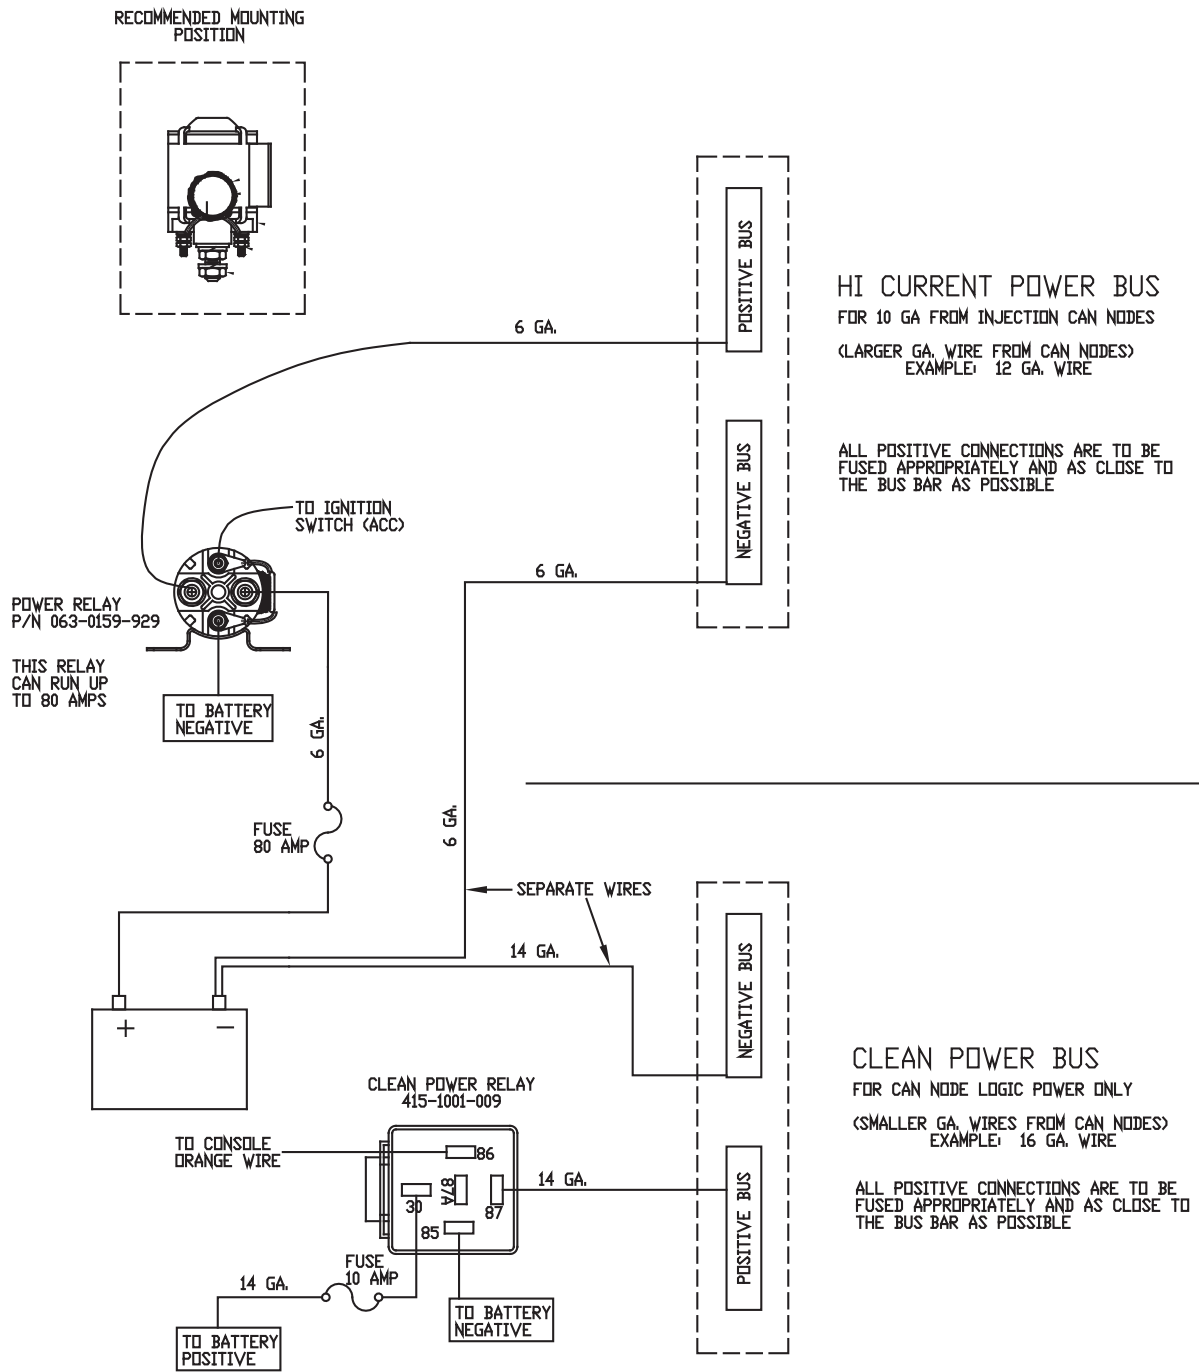 RECOMMENDED MOUNTING
POSITION
POSITIVE BUS
HI CURRENT POWER BUS
FOR 10 GA FROM INJECTION CAN NODES
(LARGER GA. WIRE FROM CAN NODES)
EXAMPLE: 12 GA. WIRE
6 GA.
NEGATIVE BUS
ALL POSITIVE CONNECTIONS ARE TO BE
FUSED APPROPRIATELY AND AS CLOSE TO
THE BUS BAR AS POSSIBLE
TO IGNITION
SWITCH (ACC)
6 GA.
POWER RELAY
P/N 063-0159-929
THIS RELAY
CAN RUN UP
TO 80 AMPS
TO BATTERY
NEGATIVE
6 GA.
FUSE
80 AMP
6 GA.
SEPARATE WIRES
14 GA.
NEGATIVE BUS
+
−
CLEAN POWER BUS
FOR CAN NODE LOGIC POWER ONLY
(SMALLER GA. WIRES FROM CAN NODES)
EXAMPLE: 16 GA. WIRE
CLEAN POWER RELAY
415-1001-009
TO CONSOLE
ORANGE WIRE
86
87A
30
87
85
14 GA.
POSITIVE BUS
ALL POSITIVE CONNECTIONS ARE TO BE
FUSED APPROPRIATELY AND AS CLOSE TO
THE BUS BAR AS POSSIBLE
FUSE
10 AMP
14 GA.
TO BATTERY
NEGATIVE
TO BATTERY
POSITIVE